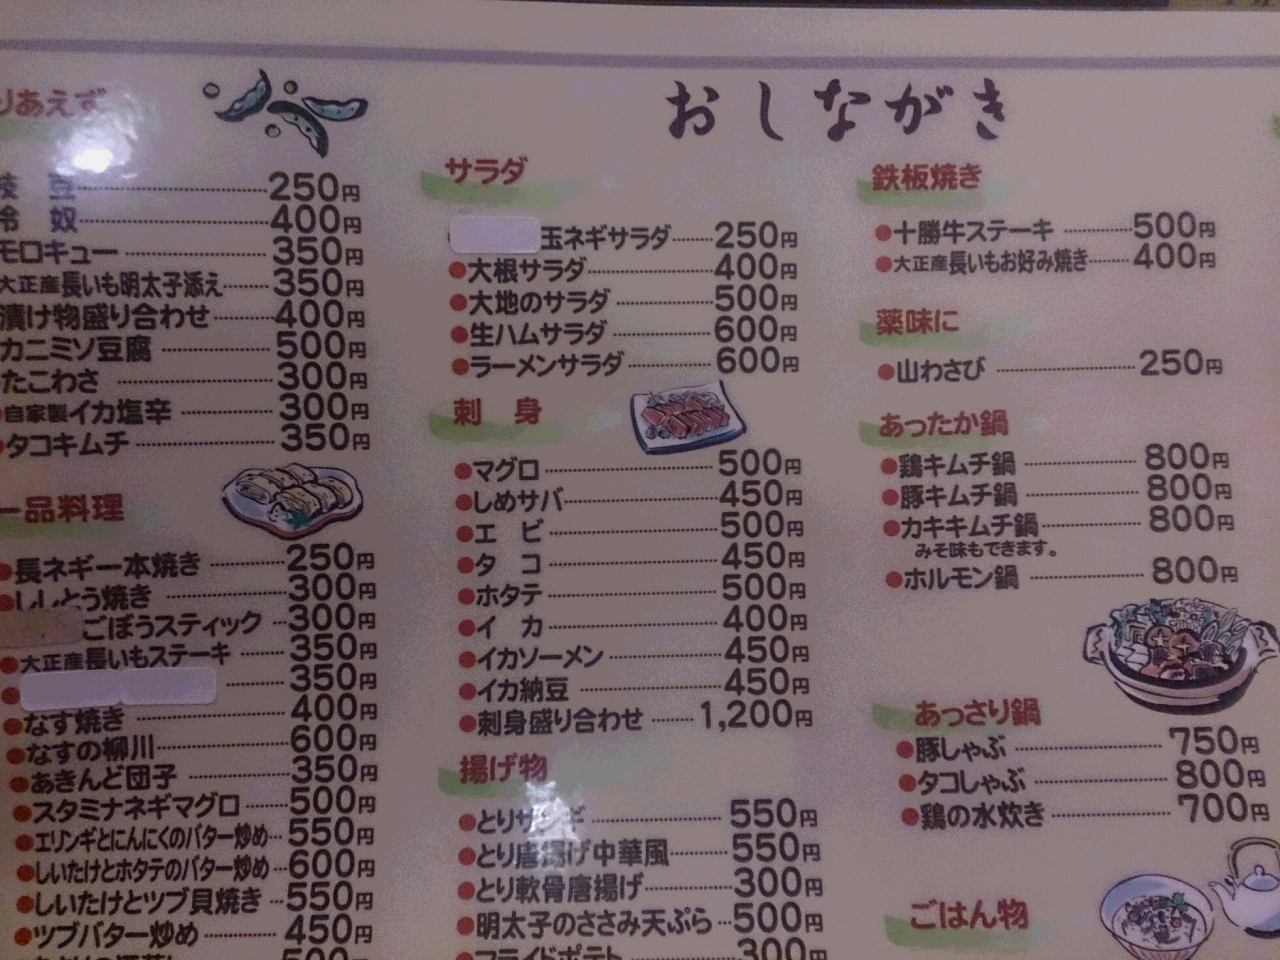 おしながき
りあえず
枝 豆 250円
冷 奴 400円
モロキュー 350円
大正産長いも明太子添え 350円
漬け物盛り合わせ 400円
カニミソ豆腐 500円
たこわさ 300円
●自家製イカ塩辛 300円
●タコキムチ 350円
一品料理
●長ネギ一本焼き 250円
●ししとう焼き 300円
ごぼうスティック 300円
●大正産長いもステーキ 350円
● 350円
●なす焼き 400円
●なすの柳川 600円
●あきんど団子 350円
●スタミナネギマグロ 500円
●エリンギとにんにくのバター炒め 550円
●しいたけとホタテのバター炒め 600円
●しいたけとツブ貝焼き 550円
●ツブバター炒め 450円
サラダ
玉ネギサラダ 250円
●大根サラダ 400円
●大地のサラダ 500円
●生ハムサラダ 600円
●ラーメンサラダ 600円
刺 身
●マグロ 500円
●しめサバ 450円
●エ ビ 500円
●タ コ 450円
●ホタテ 500円
●イ カ 400円
●イカソーメン 450円
●イカ納豆 450円
●刺身盛り合わせ 1,200円
揚げ物
●とりザンギ 550円
●とり唐揚げ中華風 550円
●とり軟骨唐揚げ 300円
●明太子のささみ天ぷら 500円
●フライドポテト 300円
鉄板焼き
●十勝牛ステーキ 500円
●大正産長いもお好み焼き 400円
薬味に
●山わさび 250円
あったか鍋
●鶏キムチ鍋 800円
●豚キムチ鍋 800円
●カキキムチ鍋 800円
みそ味もできます。
●ホルモン鍋 800円
あっさり鍋
●豚しゃぶ 750円
●タコしゃぶ 800円
●鶏の水炊き 700円
ごはん物